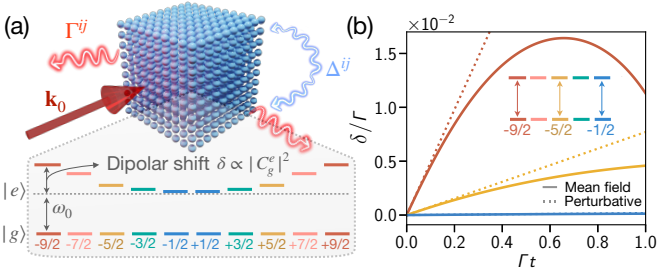 (a)
Γ^{ij}
Δ^{ij}
k₀
Dipolar shift δ ∝ |C_g^e|²
|e⟩
ω₀
|g⟩
-9/2 -7/2 -5/2 -3/2 -1/2 +1/2 +3/2 +5/2 +7/2 +9/2
(b)
×10⁻²
1.5
1.0
0.5
0.0
δ/Γ
-9/2 -5/2 -1/2
Mean field
Perturbative
0.0 0.2 0.4 0.6 0.8 1.0
Γt